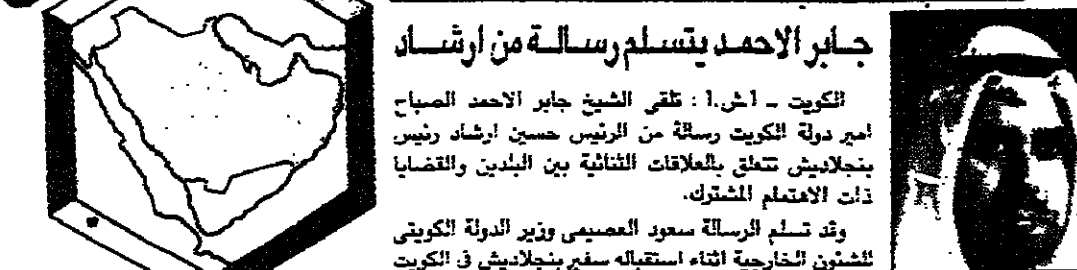 جابر الاحمد يتسلم رسالة من ارشاد
الكويت ـ أ.ش.أ : تلقى الشيخ جابر الاحمد الصباح
امير دولة الكويت رسالة من الرئيس حسين ارشاد رئيس
بنجلاديش تتعلق بالعلاقات الثنائية بين البلدين والقضايا
ذات الاهتمام المشترك.
وقد تسلم الرسالة سعود العصيمى وزير الدولة الكويتى
للشئون الخارجية اثناء استقباله سفير بنجلاديش في الكويت